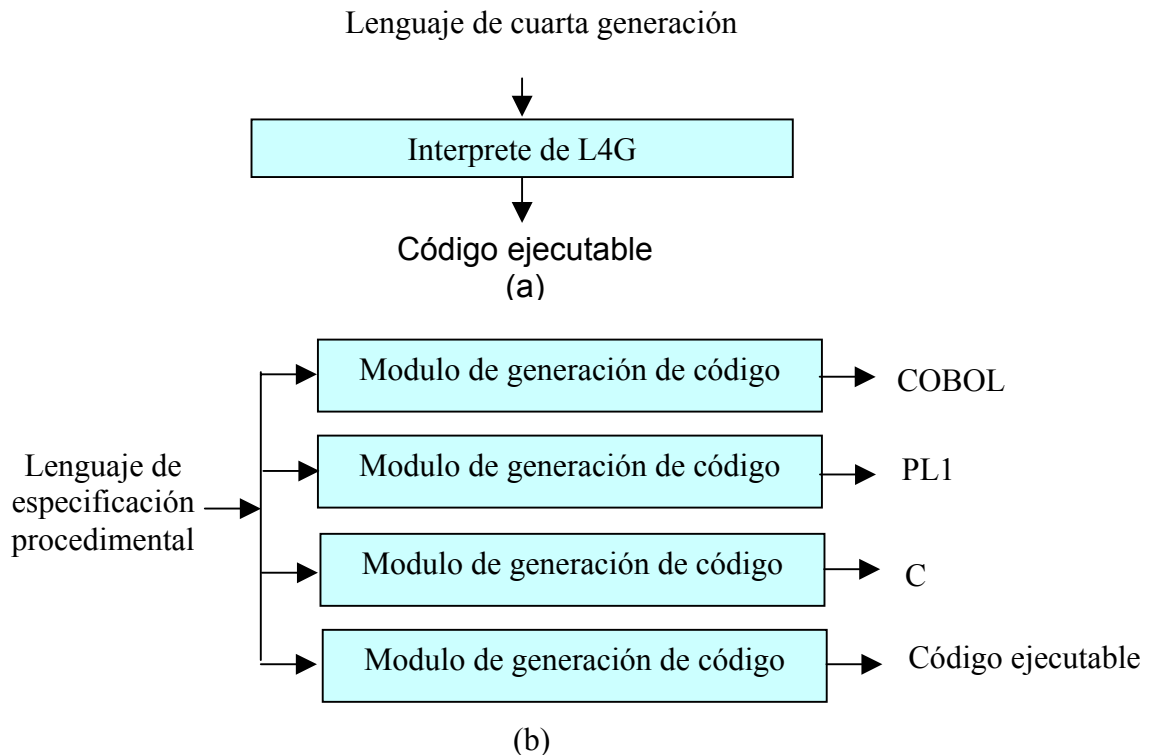 Lenguaje de cuarta generación
Interprete de L4G
Código ejecutable
(a)
Modulo de generación de código
COBOL
Modulo de generación de código
PL1
Lenguaje de
especificación
procedimental
Modulo de generación de código
C
Modulo de generación de código
Código ejecutable
(b)